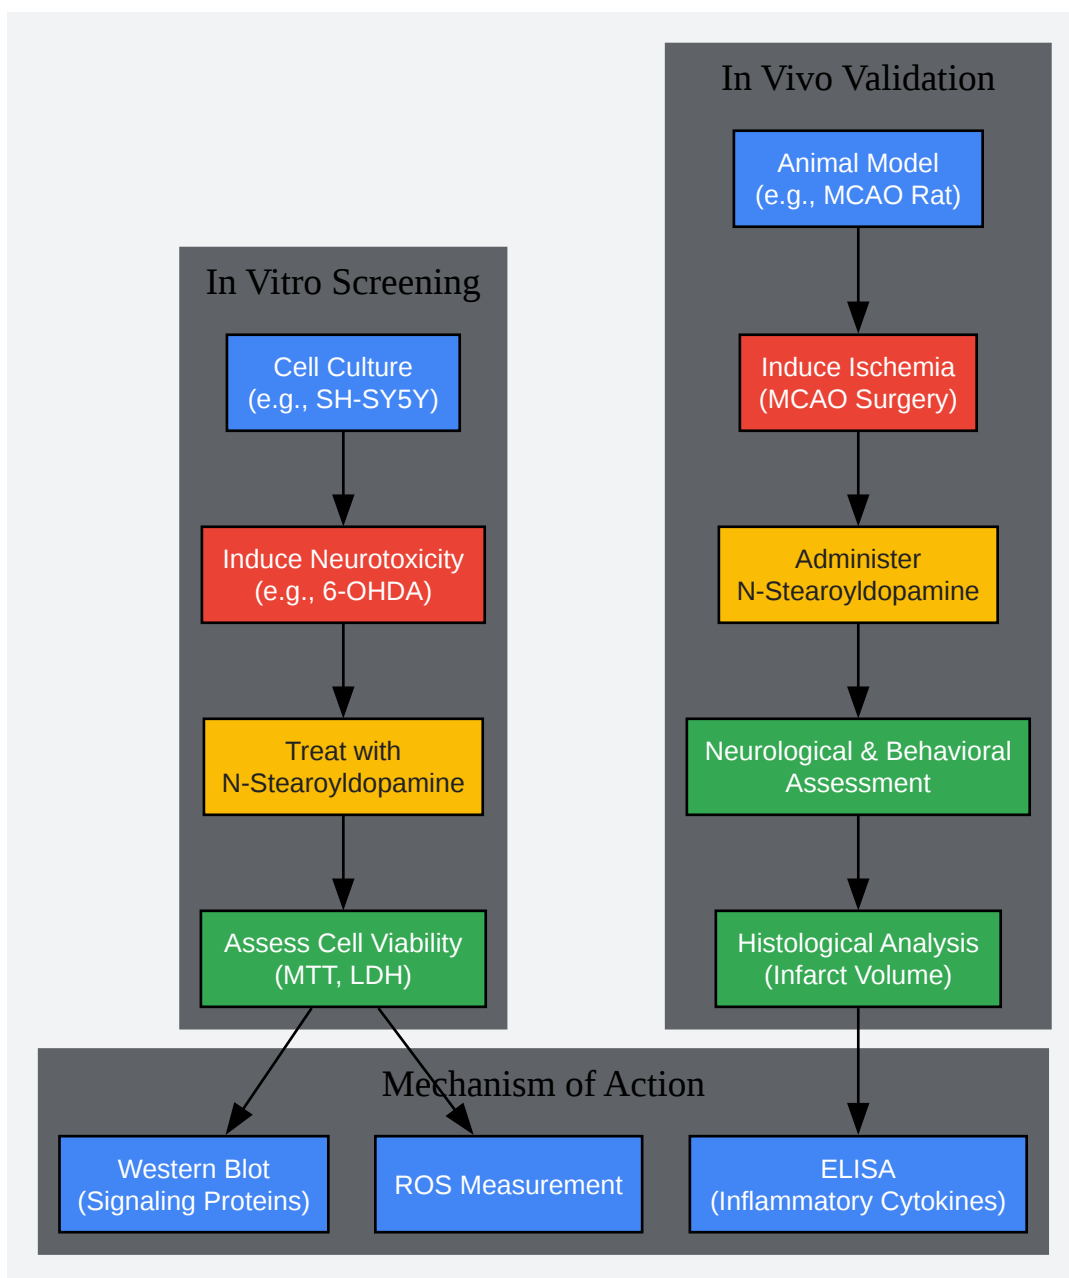 In Vivo Validation
Animal Model
(e.g., MCAO Rat)
Induce Ischemia
(MCAO Surgery)
Administer
N-Stearoyldopamine
Neurological & Behavioral
Assessment
Histological Analysis
(Infarct Volume)
In Vitro Screening
Cell Culture
(e.g., SH-SY5Y)
Induce Neurotoxicity
(e.g., 6-OHDA)
Treat with
N-Stearoyldopamine
Assess Cell Viability
(MTT, LDH)
Mechanism of Action
Western Blot
(Signaling Proteins)
ROS Measurement
ELISA
(Inflammatory Cytokines)